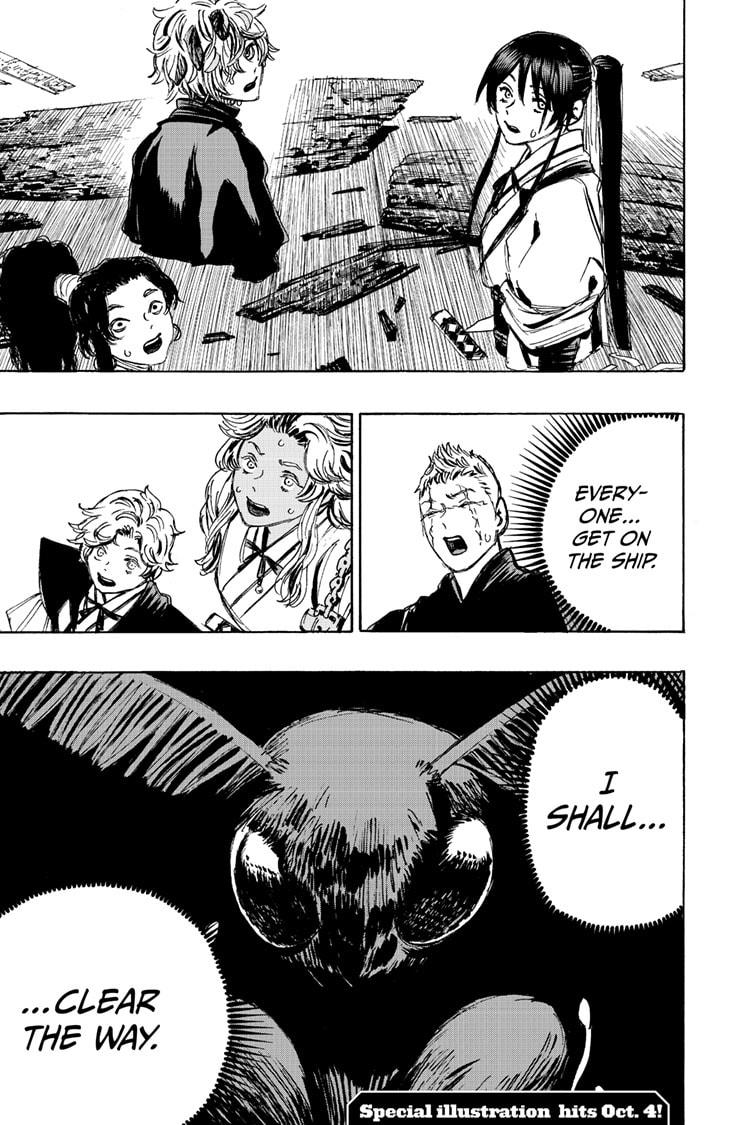 EVERY-
ONE...
GET ON
THE SHIP.
I
SHALL...
...CLEAR
THE WAY.
Special illustration hits Oct. 4!